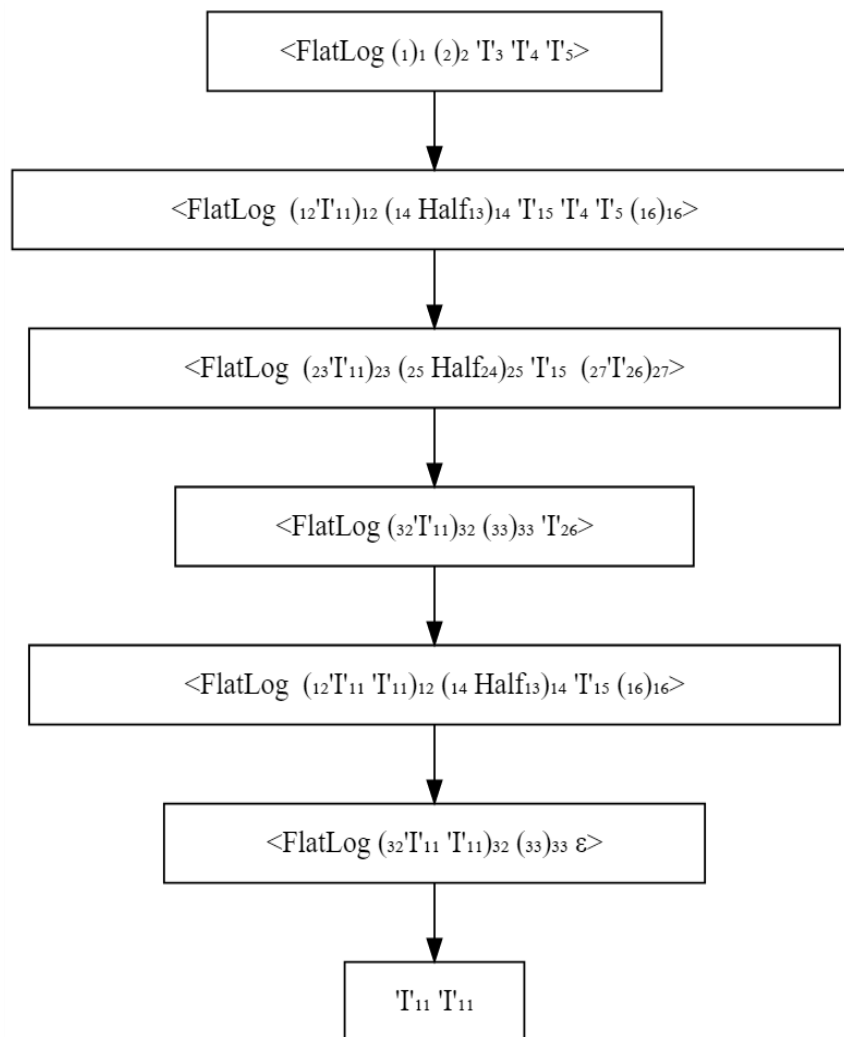 <FlatLog (₁)₁ (₂)₂ 'I'₃ 'I'₄ 'I'₅>
<FlatLog (₁₂'I'₁₁)₁₂ (₁₄ Half₁₃)₁₄ 'I'₁₅ 'I'₄ 'I'₅ (₁₆)₁₆>
<FlatLog (₂₃'I'₁₁)₂₃ (₂₅ Half₂₄)₂₅ 'I'₁₅ (₂₇'I'₂₆)₂₇>
<FlatLog (₃₂'I'₁₁)₃₂ (₃₃)₃₃ 'I'₂₆>
<FlatLog (₁₂'I'₁₁ 'I'₁₁)₁₂ (₁₄ Half₁₃)₁₄ 'I'₁₅ (₁₆)₁₆>
<FlatLog (₃₂'I'₁₁ 'I'₁₁)₃₂ (₃₃)₃₃ ε>
'I'₁₁ 'I'₁₁